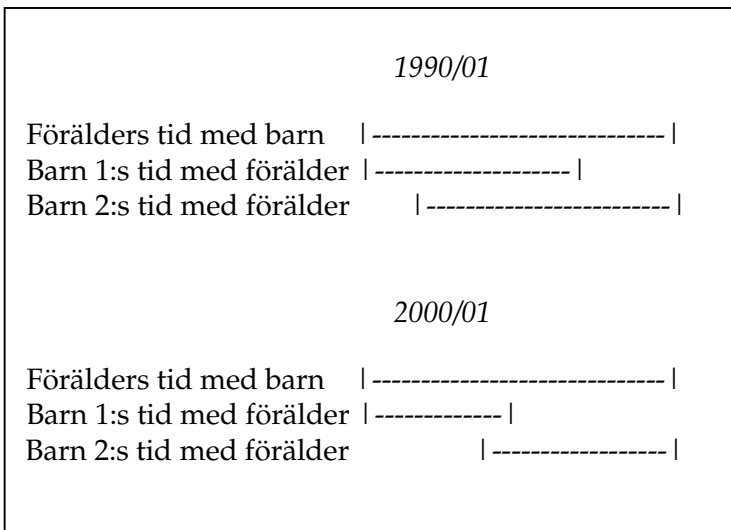 1990/01
Förälders tid med barn |------------------------------|
Barn 1:s tid med förälder |--------------------|
Barn 2:s tid med förälder |-------------------------|
2000/01
Förälders tid med barn |------------------------------|
Barn 1:s tid med förälder |-------------|
Barn 2:s tid med förälder |------------------|